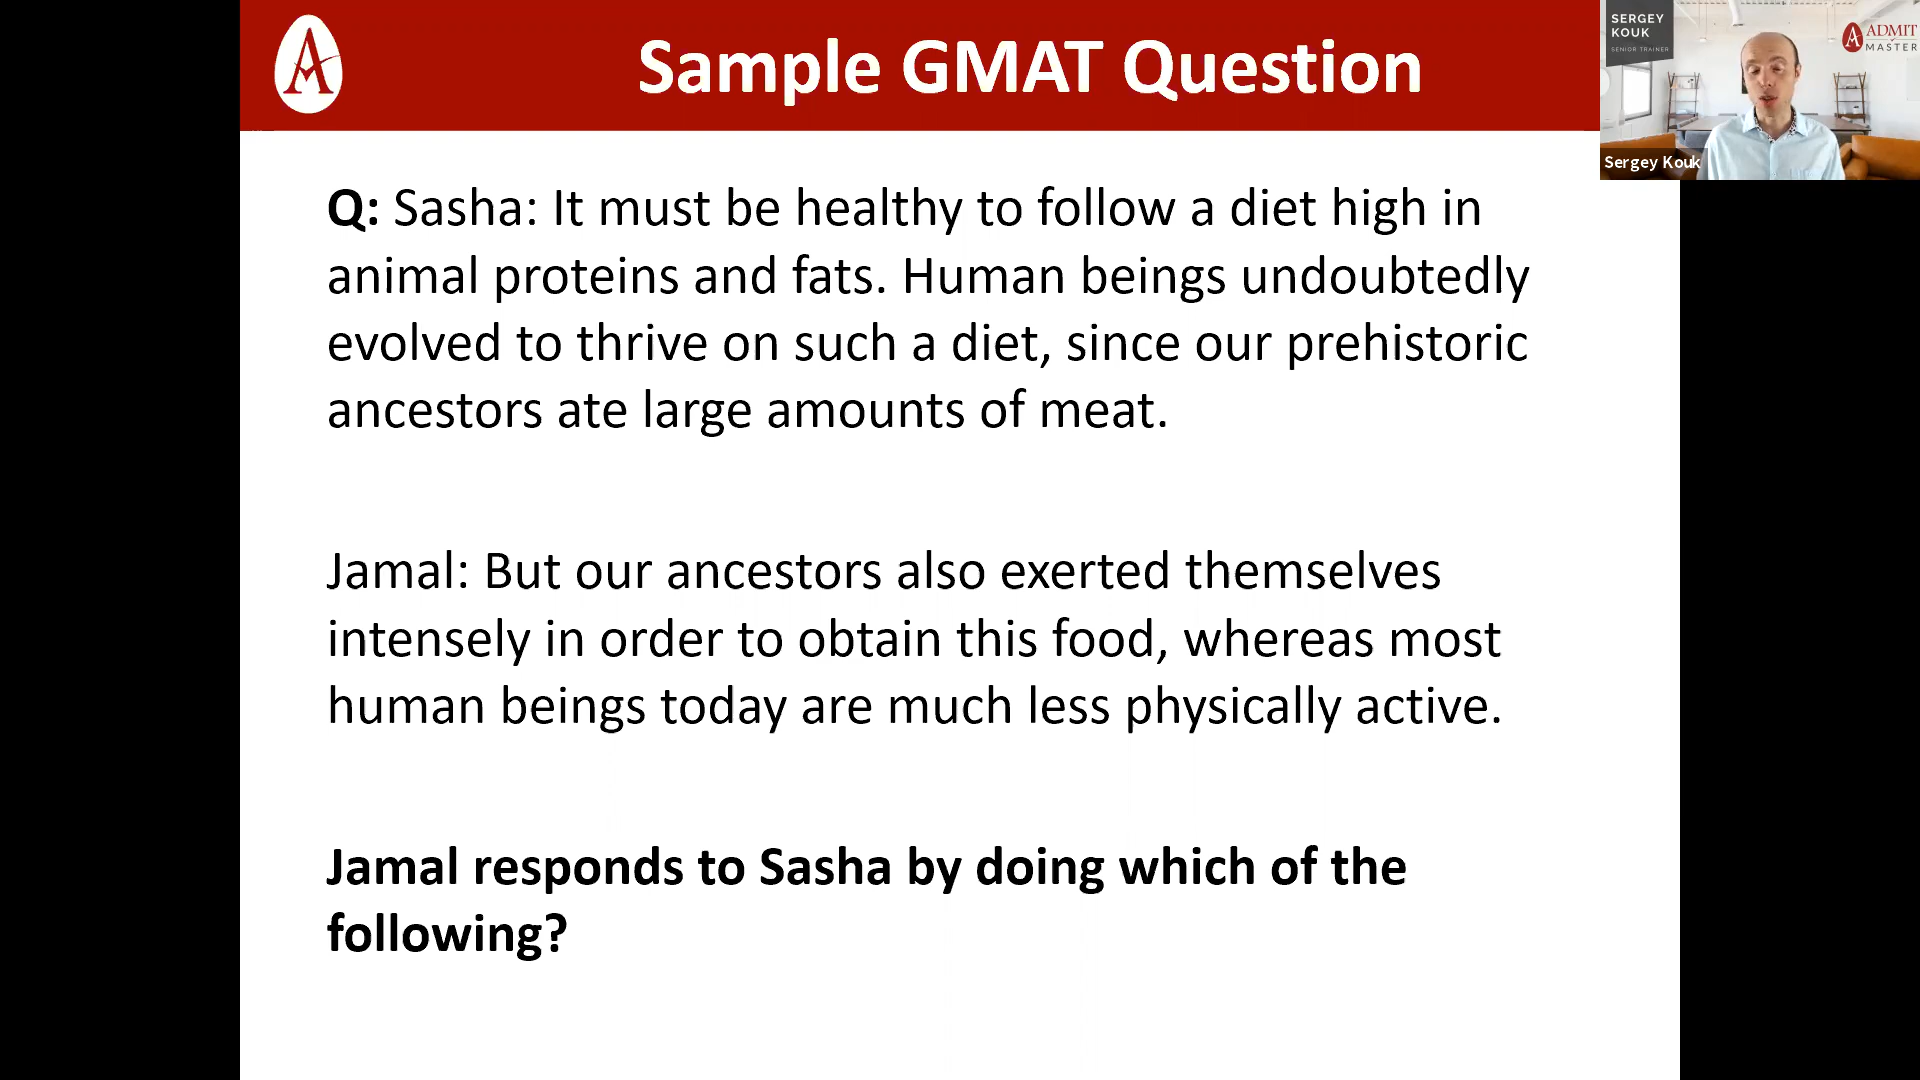 Sample GMAT Question
SERGEY
KOUK
SENIOR TRAINER
ADMIT
MASTER
Sergey Kouk
Q: Sasha: It must be healthy to follow a diet high in
animal proteins and fats. Human beings undoubtedly
evolved to thrive on such a diet, since our prehistoric
ancestors ate large amounts of meat.
Jamal: But our ancestors also exerted themselves
intensely in order to obtain this food, whereas most
human beings today are much less physically active.
Jamal responds to Sasha by doing which of the
following?